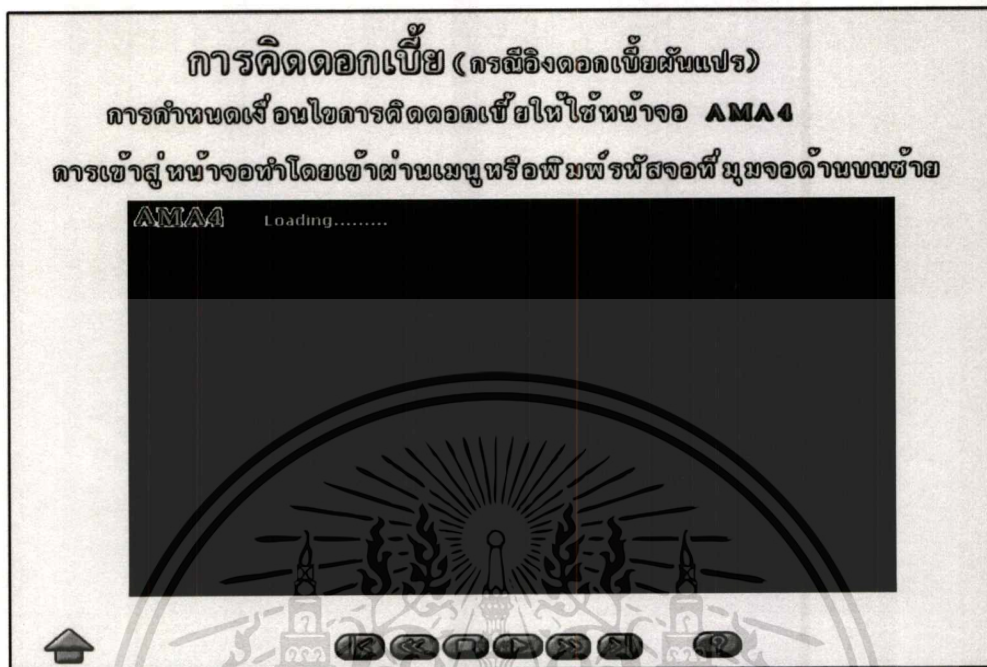 การคิดดอกเบี้ย (กรณีอิงดอกเบี้ยผันแปร)
การกำหนดเงื่อนไขการคิดดอกเบี้ยให้ใช้หน้าจอ AMA4
การเข้าสู่หน้าจอทำโดยเข้าผ่านเมนูหรือพิมพ์รหัสจอที่มุมจอด้านบนซ้าย
AMA4 Loading.........